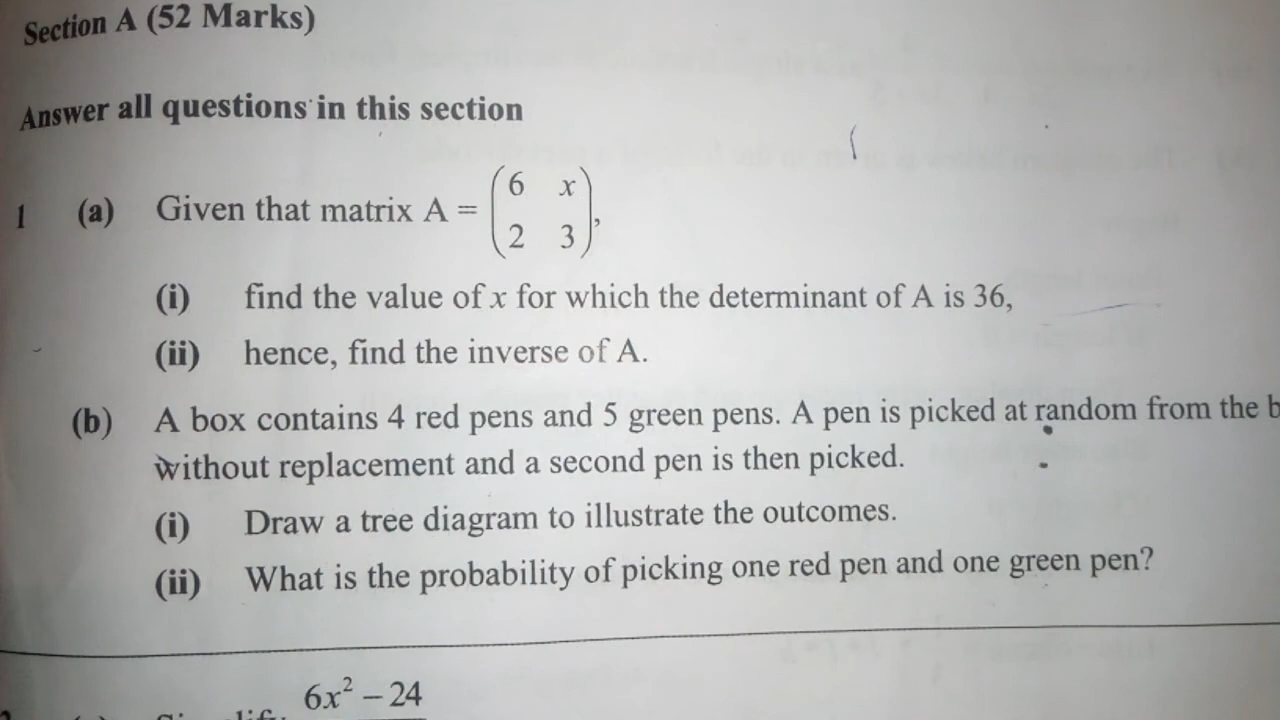 Section A (52 Marks)
Answer all questions in this section
1 (a) Given that matrix A = (6 x
2 3),
(i) find the value of x for which the determinant of A is 36,
(ii) hence, find the inverse of A.
(b) A box contains 4 red pens and 5 green pens. A pen is picked at random from the
without replacement and a second pen is then picked.
(i) Draw a tree diagram to illustrate the outcomes.
(ii) What is the probability of picking one red pen and one green pen?
6x² – 24